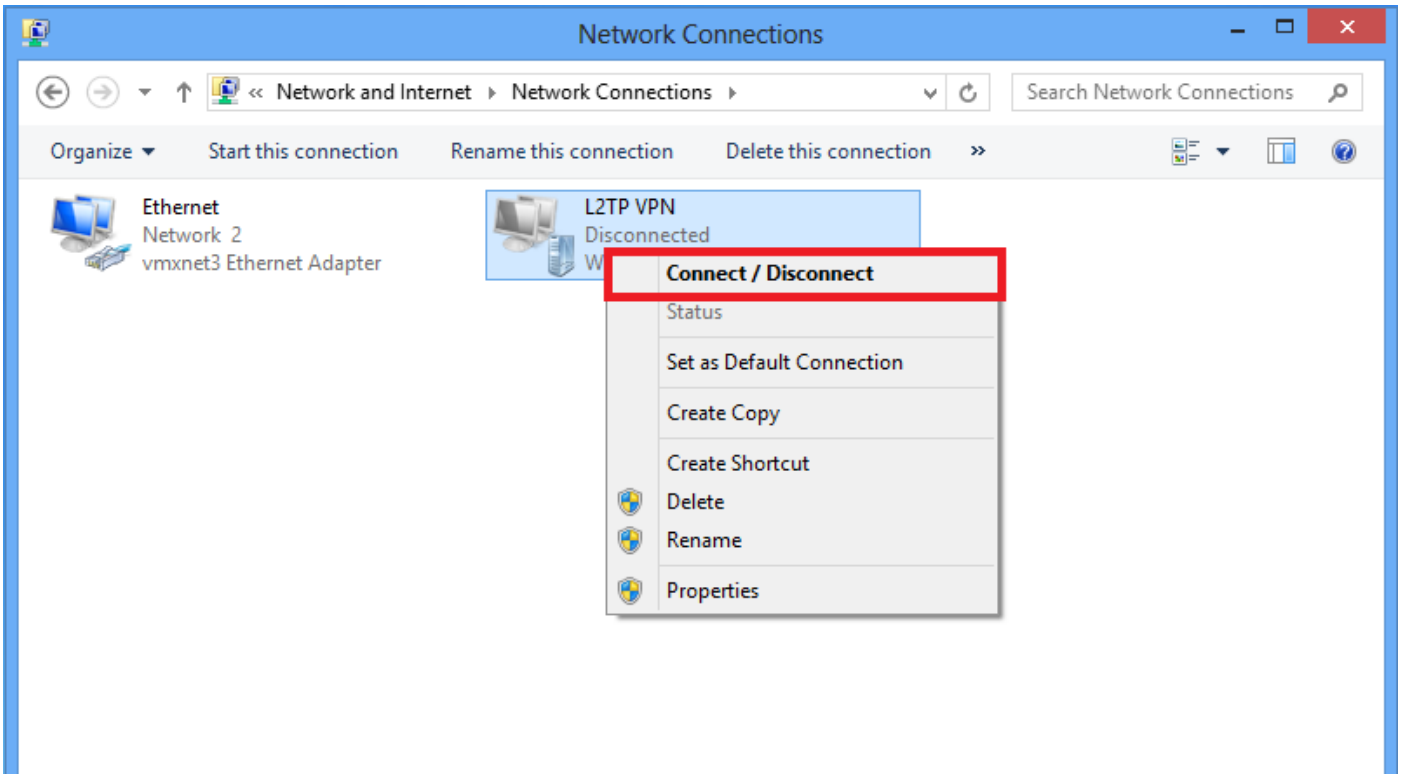 Network Connections
« Network and Internet Network Connections
Search Network Connections
Organize Start this connection Rename this connection Delete this connection »
Ethernet
Network 2
vmxnet3 Ethernet Adapter
L2TP VPN
Disconnected
Connect / Disconnect
Status
Set as Default Connection
Create Copy
Create Shortcut
Delete
Rename
Properties